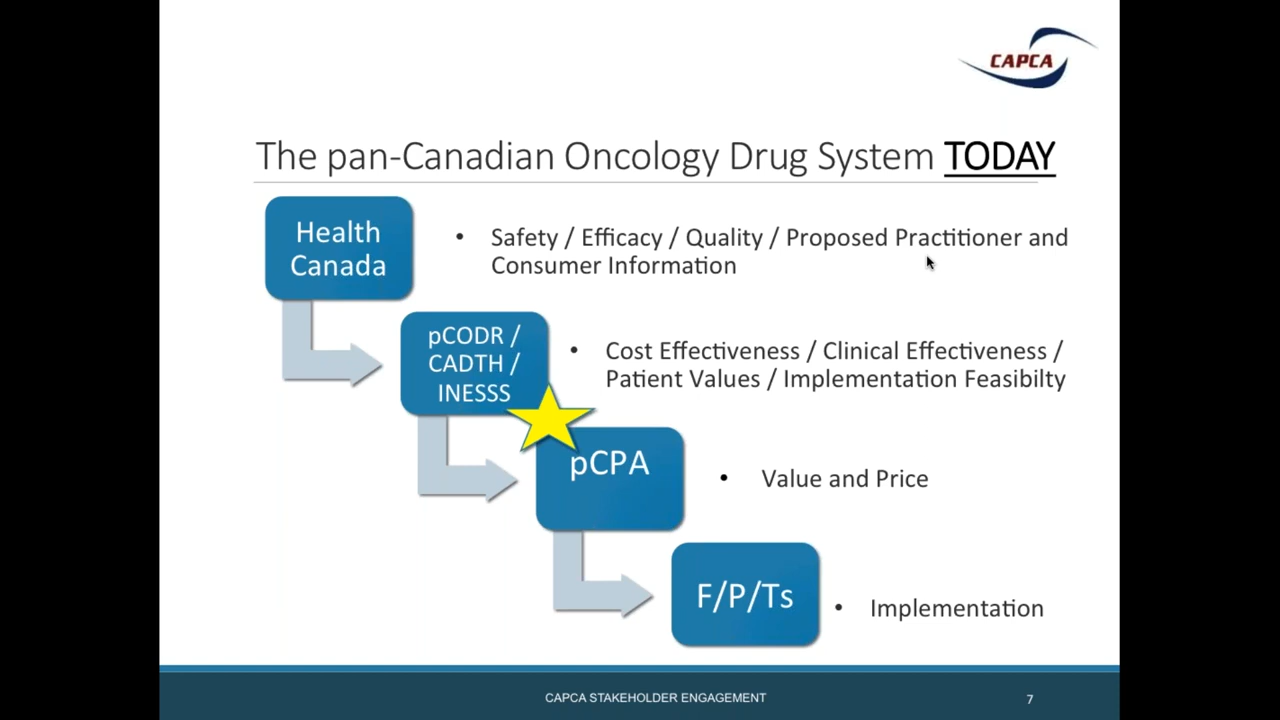 CAPCA
The pan-Canadian Oncology Drug System TODAY
Health
Canada
• Safety / Efficacy / Quality / Proposed Practitioner and
Consumer Information
pCODR /
CADTH /
INESSS
• Cost Effectiveness / Clinical Effectiveness /
Patient Values / Implementation Feasibilty
pCPA
• Value and Price
F/P/Ts
• Implementation
CAPCA STAKEHOLDER ENGAGEMENT
7